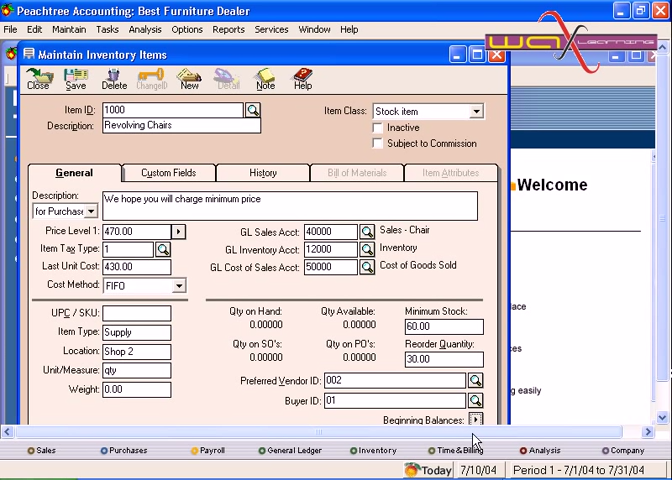 Peachtree Accounting: Best Furniture Dealer
File Edit Maintain Tasks Analysis Options Reports Services Window Help
wax Learning
Maintain Inventory Items
Close Save Delete Change ID New Detail Note Help
Item ID: 1000
Item Class: Stock item
Description: Revolving Chairs
Inactive
Subject to Commission
General Custom Fields History Bill of Materials Item Attributes
Description: We hope you will charge minimum price
for Purchase
Price Level 1: 470.00 GL Sales Acct: 40000 Sales - Chair
Item Tax Type: 1 GL Inventory Acct: 12000 Inventory
Last Unit Cost: 430.00 GL Cost of Sales Acct: 50000 Cost of Goods Sold
Cost Method: FIFO
UPC / SKU: Qty on Hand: Qty Available: Minimum Stock:
0.00000 0.00000 60.00
Item Type: Supply
Location: Shop 2 Qty on SO's: Qty on PO's: Reorder Quantity:
0.00000 0.00000 30.00
Unit/Measure: qty
Weight: 0.00
Preferred Vendor ID: 002
Buyer ID: 01
Beginning Balances:
Welcome
easily
Sales Purchases Payroll General Ledger Inventory Time & Billing Analysis Company
Today 7/10/04 Period 1 - 7/1/04 to 7/31/04